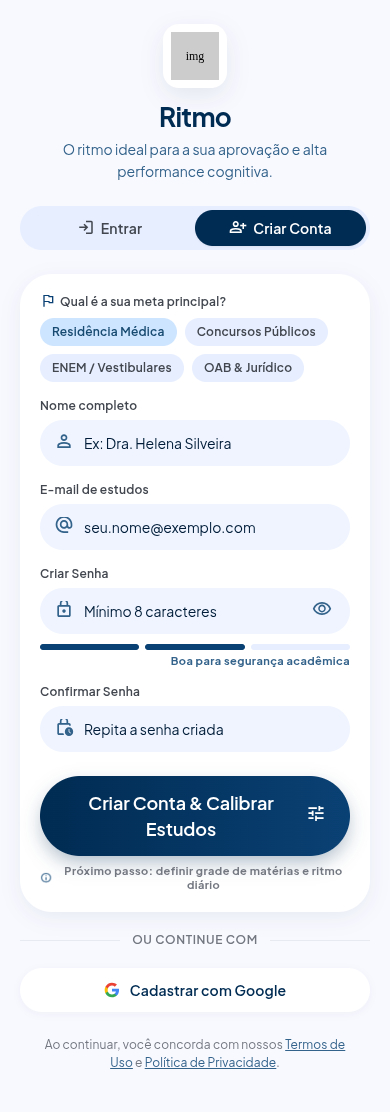 img
Ritmo
O ritmo ideal para a sua aprovação e alta
performance cognitiva.
Entrar
Criar Conta
Qual é a sua meta principal?
Residência Médica
Concursos Públicos
ENEM / Vestibulares
OAB & Jurídico
Nome completo
Ex: Dra. Helena Silveira
E-mail de estudos
seu.nome@exemplo.com
Criar Senha
Mínimo 8 caracteres
Boa para segurança acadêmica
Confirmar Senha
Repita a senha criada
Criar Conta & Calibrar
Estudos
Próximo passo: definir grade de matérias e ritmo
diário
OU CONTINUE COM
Cadastrar com Google
Ao continuar, você concorda com nossos Termos de
Uso e Política de Privacidade.